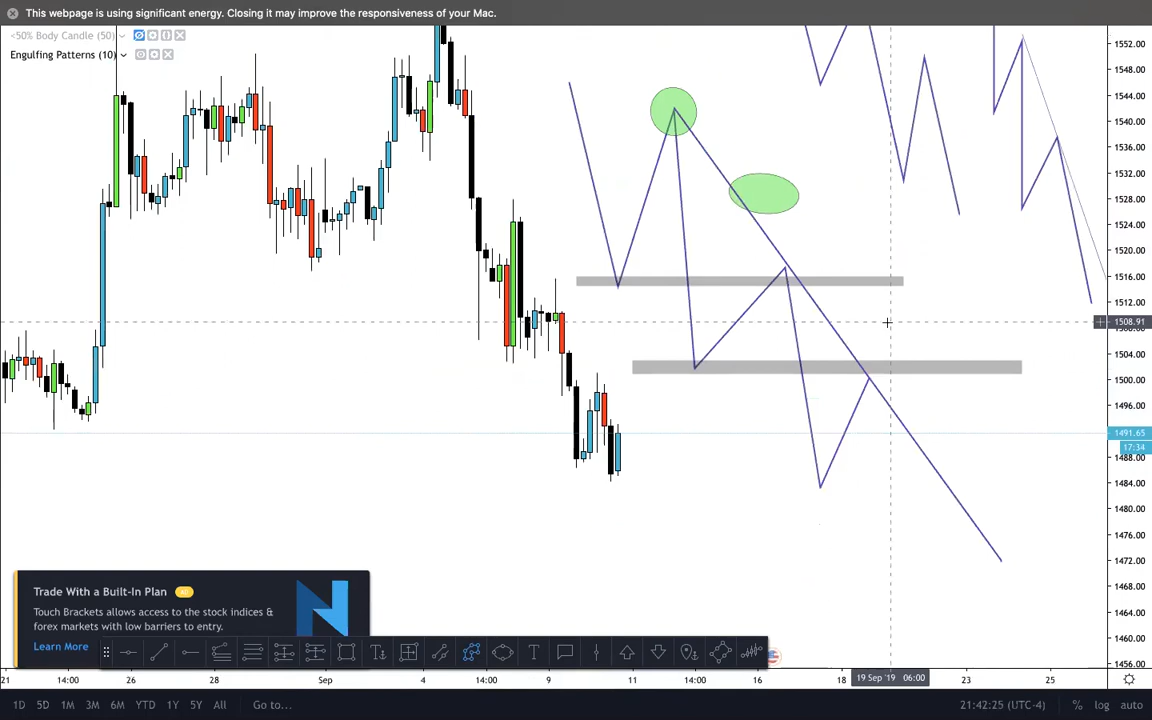 This webpage is using significant energy. Closing it may improve the responsiveness of your Mac.
<50% Body Candle (50)
Engulfing Patterns (10)
1552.00
1548.00
1544.00
1540.00
1536.00
1532.00
1528.00
1524.00
1520.00
1516.00
1512.00
1508.91
1504.00
1500.00
1496.00
1491.65
17:34
1488.00
1484.00
1480.00
1476.00
1472.00
1468.00
1464.00
1460.00
1456.00
Trade With a Built-In Plan AD
Touch Brackets allows access to the stock indices &
forex markets with low barriers to entry.
Learn More
21 14:00 26 28 Sep 14:00 9 11 14:00 16 18 19 Sep '19 06:00 23 25
1D 5D 1M 3M 6M YTD 1Y 5Y All Go to... 21:42:25 (UTC-4) % log auto